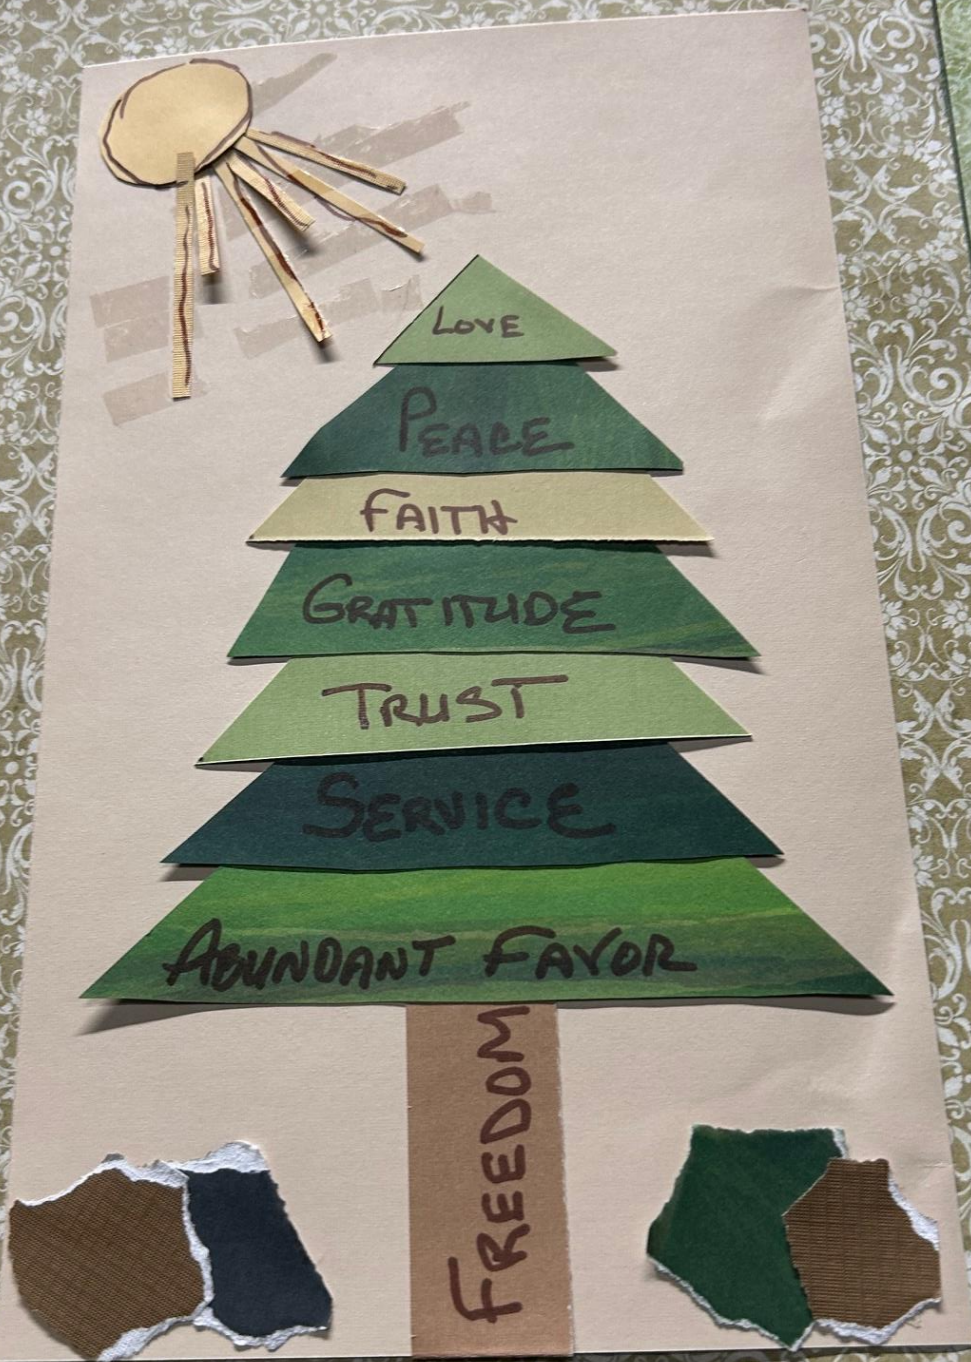 LOVE
PEACE
FAITH
GRATITUDE
TRUST
SERVICE
ABUNDANT FAVOR
FREEDOM